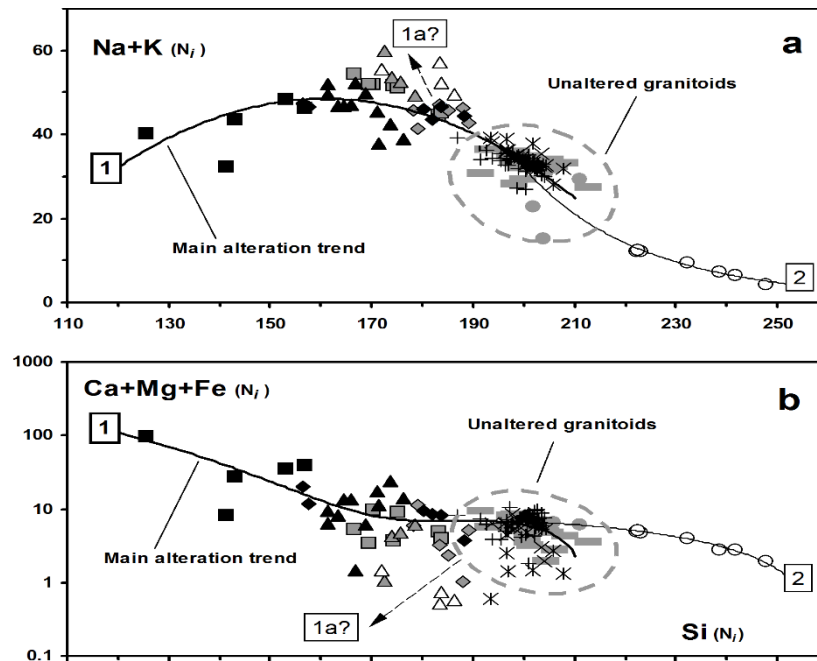 60
Na+K (Ni)
1a?
a
Unaltered granitoids
40
1
20
Main alteration trend
2
0
110 130 150 170 190 210 230 250
1000
Ca+Mg+Fe (Ni)
b
1
Unaltered granitoids
100
10
Main alteration trend
1
2
1a?
Si (Ni)
0.1